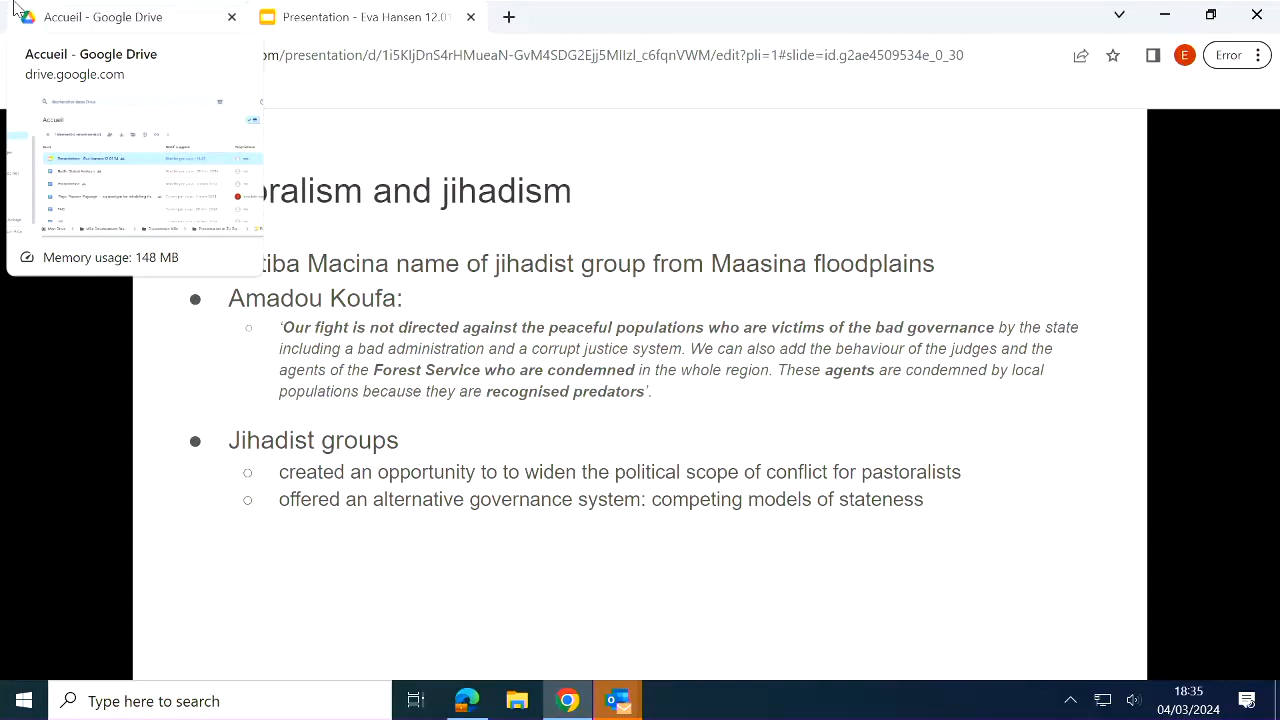 Accueil - Google Drive
Presentation - Eva Hansen 12.01
Accueil - Google Drive
drive.google.com
om/presentation/d/1i5KIjDnS4rHMueaN-GvM4SDG2Ejj5MIIzl_c6fqnVWM/edit?pli=1#slide=id.g2ae4509534e_0_30
E
Error
Accueil
Memory usage: 148 MB
oralism and jihadism
tiba Macina name of jihadist group from Maasina floodplains
Amadou Koufa:
‘Our fight is not directed against the peaceful populations who are victims of the bad governance by the state
including a bad administration and a corrupt justice system. We can also add the behaviour of the judges and the
agents of the Forest Service who are condemned in the whole region. These agents are condemned by local
populations because they are recognised predators’.
Jihadist groups
created an opportunity to to widen the political scope of conflict for pastoralists
offered an alternative governance system: competing models of stateness
Type here to search
18:35
04/03/2024